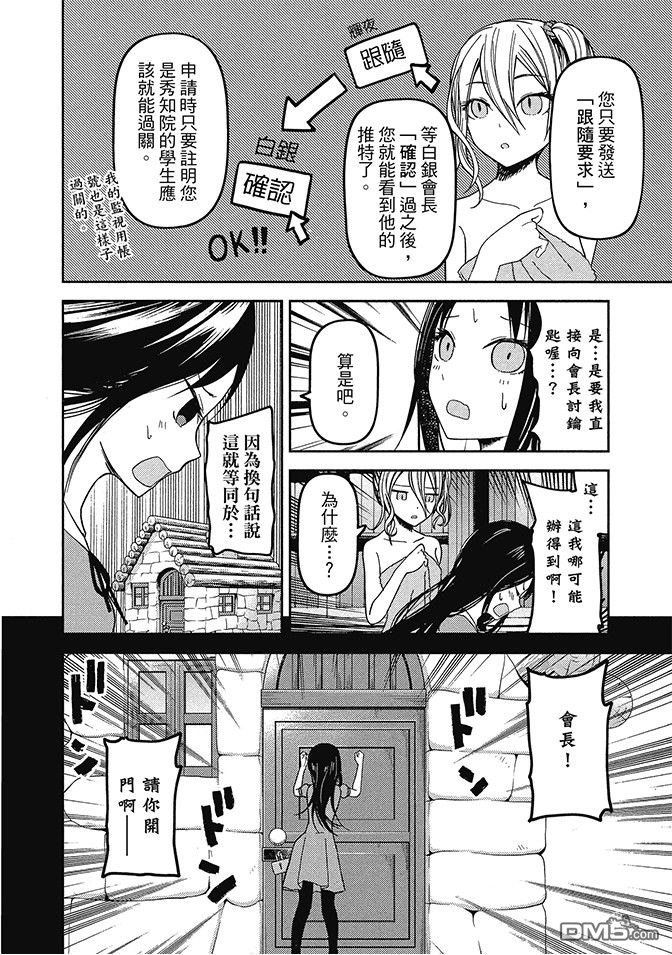 您只要發送
「跟隨要求」，
等白銀會長
「確認」過之後，
您就能看到他的
推特了。
輝夜
跟隨
白銀
確認
OK!!
申請時只要註明您
是秀知院的學生應
該就能過關。
我的監視用帳
號也是這樣子
過關的。
是…是要我直
接向會長討鑰
匙喔…？
算是吧。
這…這我哪可能
辦得到啊！
為什麼…？
因為換句話說
這就等同於…
會長！
ドン
ドン
請你開
門啊——
DM5.com